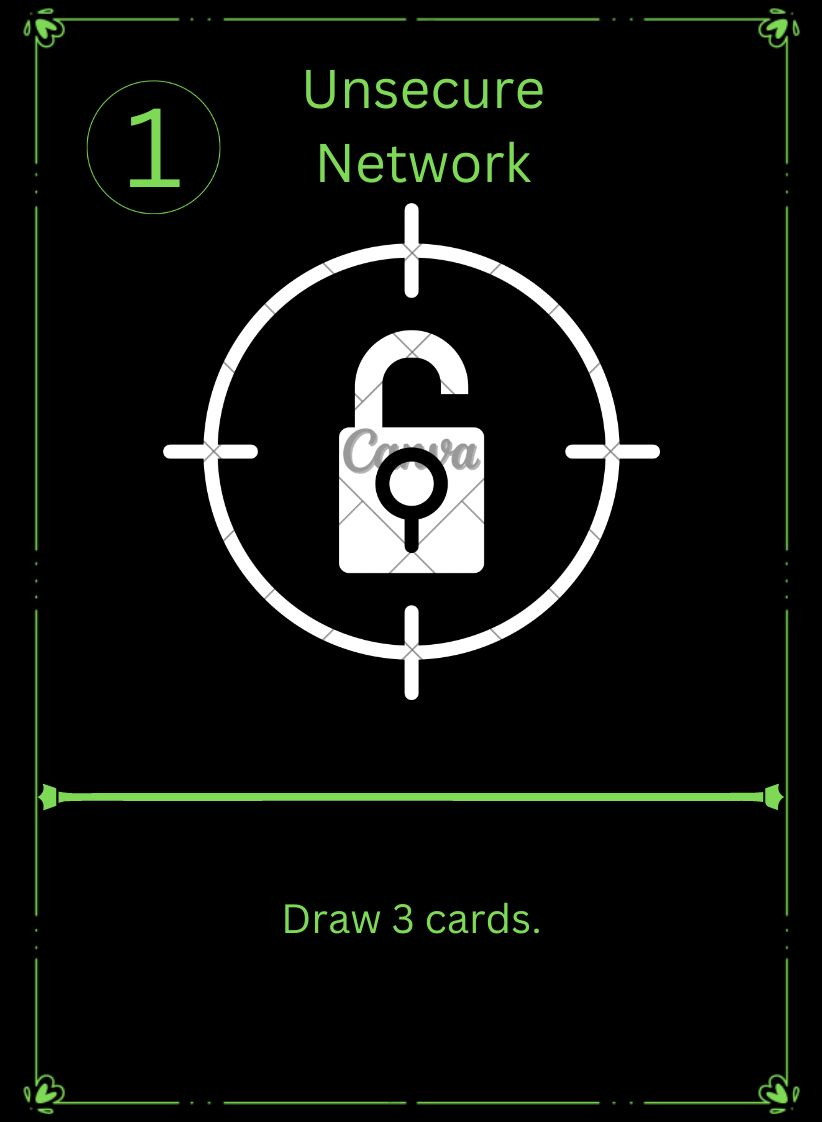 1
Unsecure
Network
Canva
Draw 3 cards.